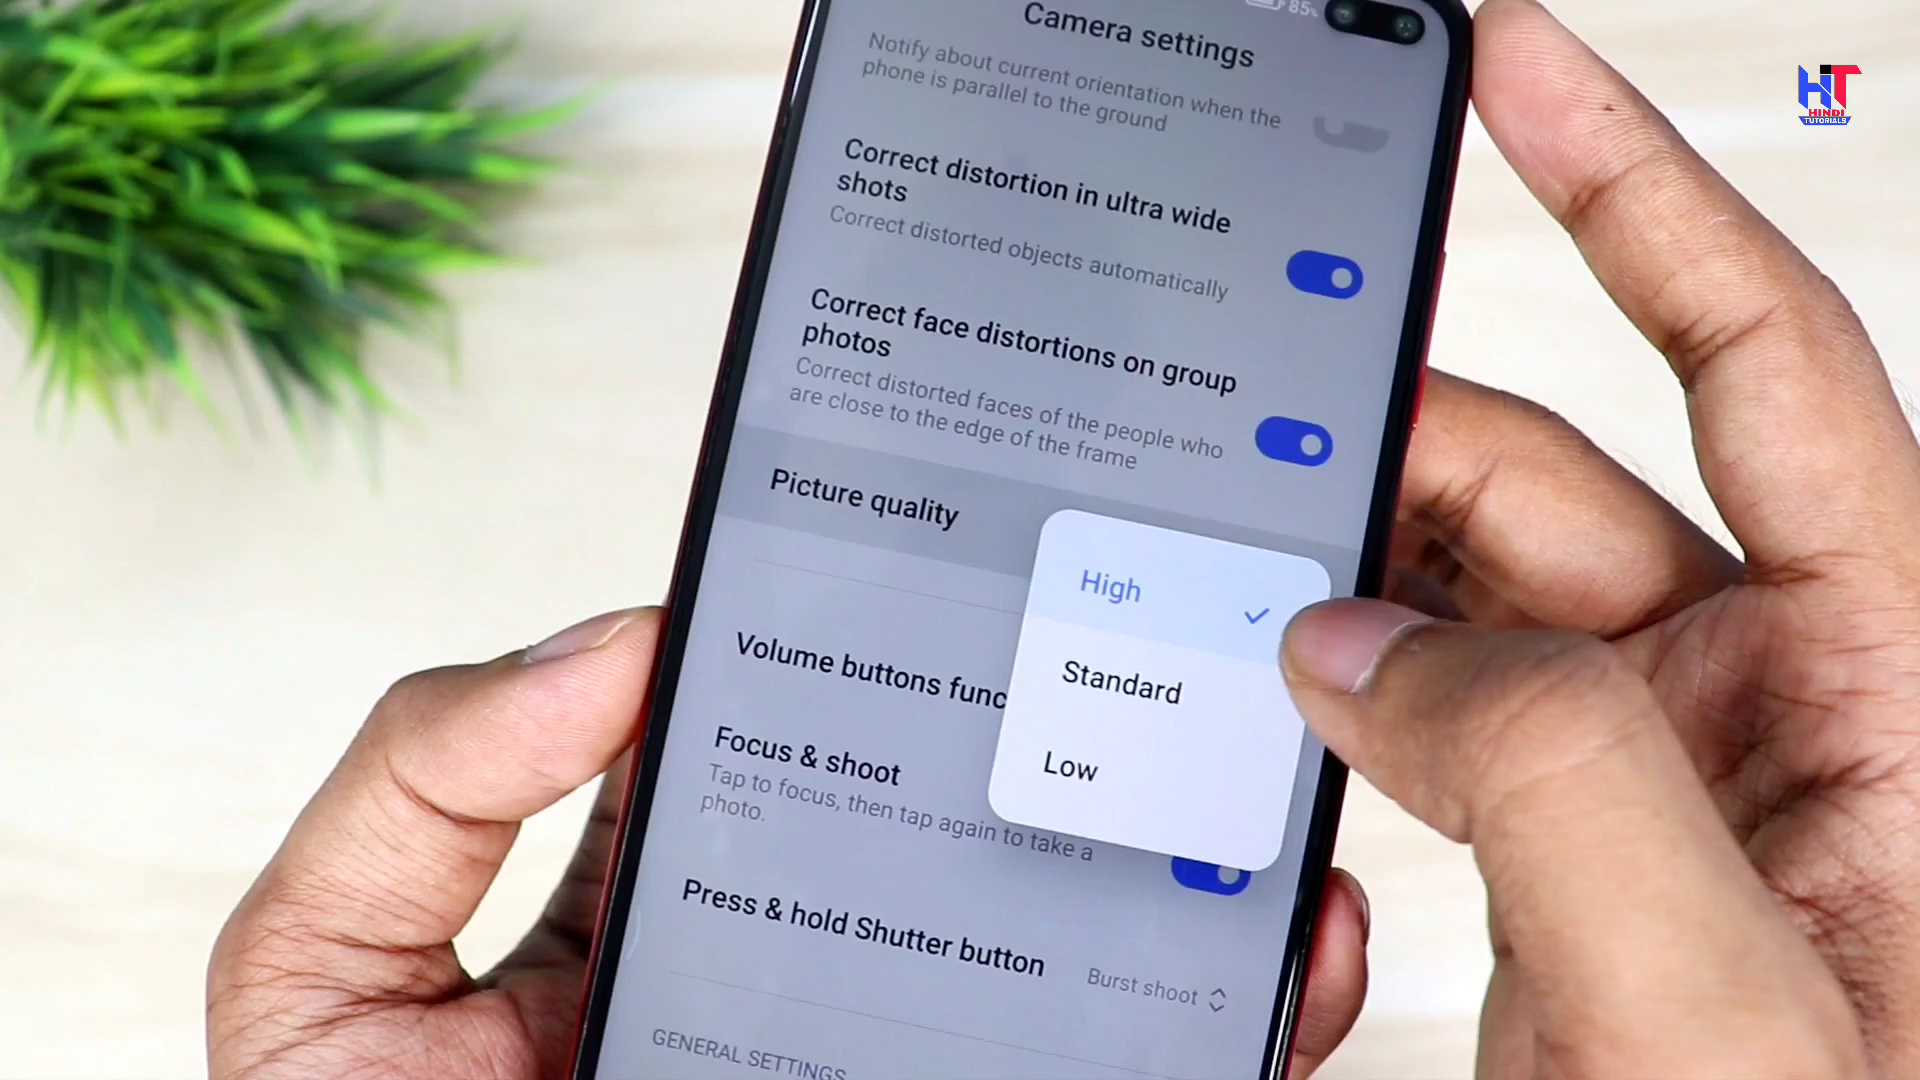 85%
Camera settings
HINDI
TUTORIALS
Notify about current orientation when the
phone is parallel to the ground
Correct distortion in ultra wide
shots
Correct distorted objects automatically
Correct face distortions on group
photos
Correct distorted faces of the people who
are close to the edge of the frame
Picture quality
High
Standard
Low
Volume buttons func
Focus & shoot
Tap to focus, then tap again to take a
photo.
Press & hold Shutter button
Burst shoot
GENERAL SETTINGS